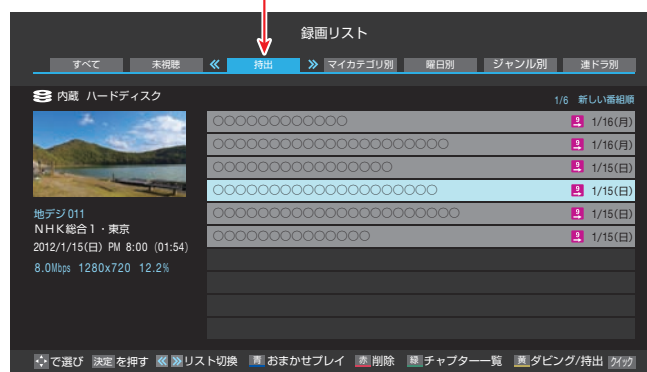 録画リスト
すべて 未視聴 << 持出 >> マイカテゴリ別 曜日別 ジャンル別 連ドラ別
内蔵 ハードディスク 1/6 新しい番組順
○○○○○○○○○○○○ 9 1/16(月)
○○○○○○○○○○○○○○○○○○○○○ 9 1/16(月)
○○○○○○○○○○○○○○○○ 9 1/15(日)
○○○○○○○○○○○○○○○○○○○○ 9 1/15(日)
○○○○○○○○○○○○○○○○○○○○○○ 9 1/15(日)
○○○○○○○○○○○○○○ 9 1/15(日)
地デジ011
NHK総合1・東京
2012/1/15(日) PM 8:00 (01:54)
8.0Mbps 1280x720 12.2%
で選び 決定 を押す << >> リスト切換 青 おまかせプレイ 赤 削除 緑 チャプター一覧 黄 ダビング/持出 クイック